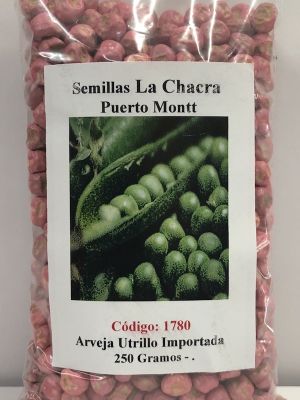 Semillas La Chacra
Puerto Montt
Código: 1780
Arveja Utrillo Importada
250 Gramos - .